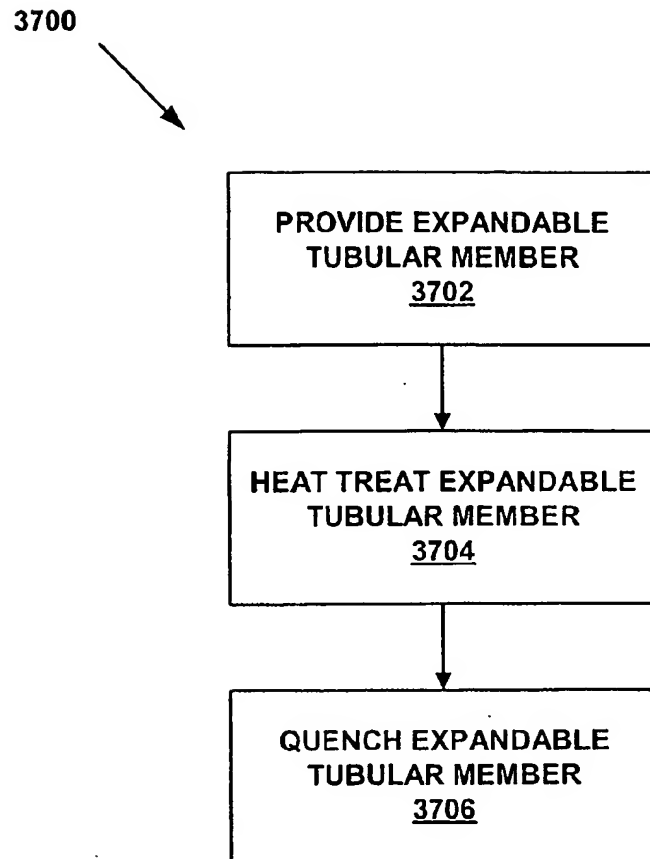 3700
PROVIDE EXPANDABLE
TUBULAR MEMBER
3702
HEAT TREAT EXPANDABLE
TUBULAR MEMBER
3704
QUENCH EXPANDABLE
TUBULAR MEMBER
3706